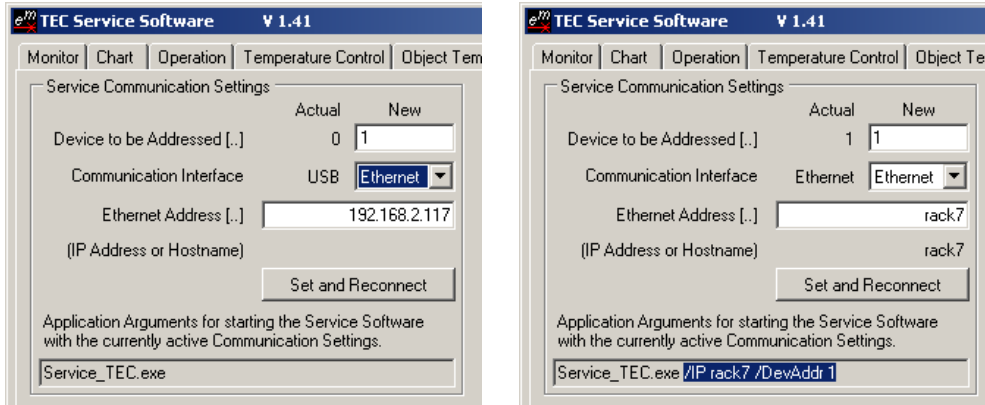 em TEC Service Software V 1.41
Monitor Chart Operation Temperature Control Object Tem
Service Communication Settings
Actual New
Device to be Addressed [..] 0 1
Communication Interface USB Ethernet
Ethernet Address [..] 192.168.2.117
(IP Address or Hostname)
Set and Reconnect
Application Arguments for starting the Service Software
with the currently active Communication Settings.
Service_TEC.exe
em TEC Service Software V 1.41
Monitor Chart Operation Temperature Control Object Te
Service Communication Settings
Actual New
Device to be Addressed [..] 1 1
Communication Interface Ethernet Ethernet
Ethernet Address [..] rack7
(IP Address or Hostname) rack7
Set and Reconnect
Application Arguments for starting the Service Software
with the currently active Communication Settings.
Service_TEC.exe /IP rack7 /DevAddr 1